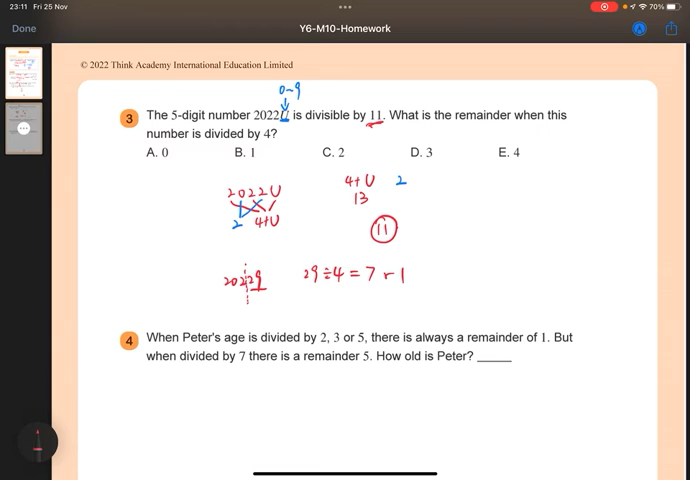 23:11 Fri 25 Nov
70%
Done
Y6-M10-Homework
© 2022 Think Academy International Education Limited
0-9
3 The 5-digit number 2022U is divisible by 11. What is the remainder when this
number is divided by 4?
A. 0 B. 1 C. 2 D. 3 E. 4
2022U 4+U 2
13
2 4+U
11
20229 29÷4=7 r 1
4 When Peter's age is divided by 2, 3 or 5, there is always a remainder of 1. But
when divided by 7 there is a remainder 5. How old is Peter? ______